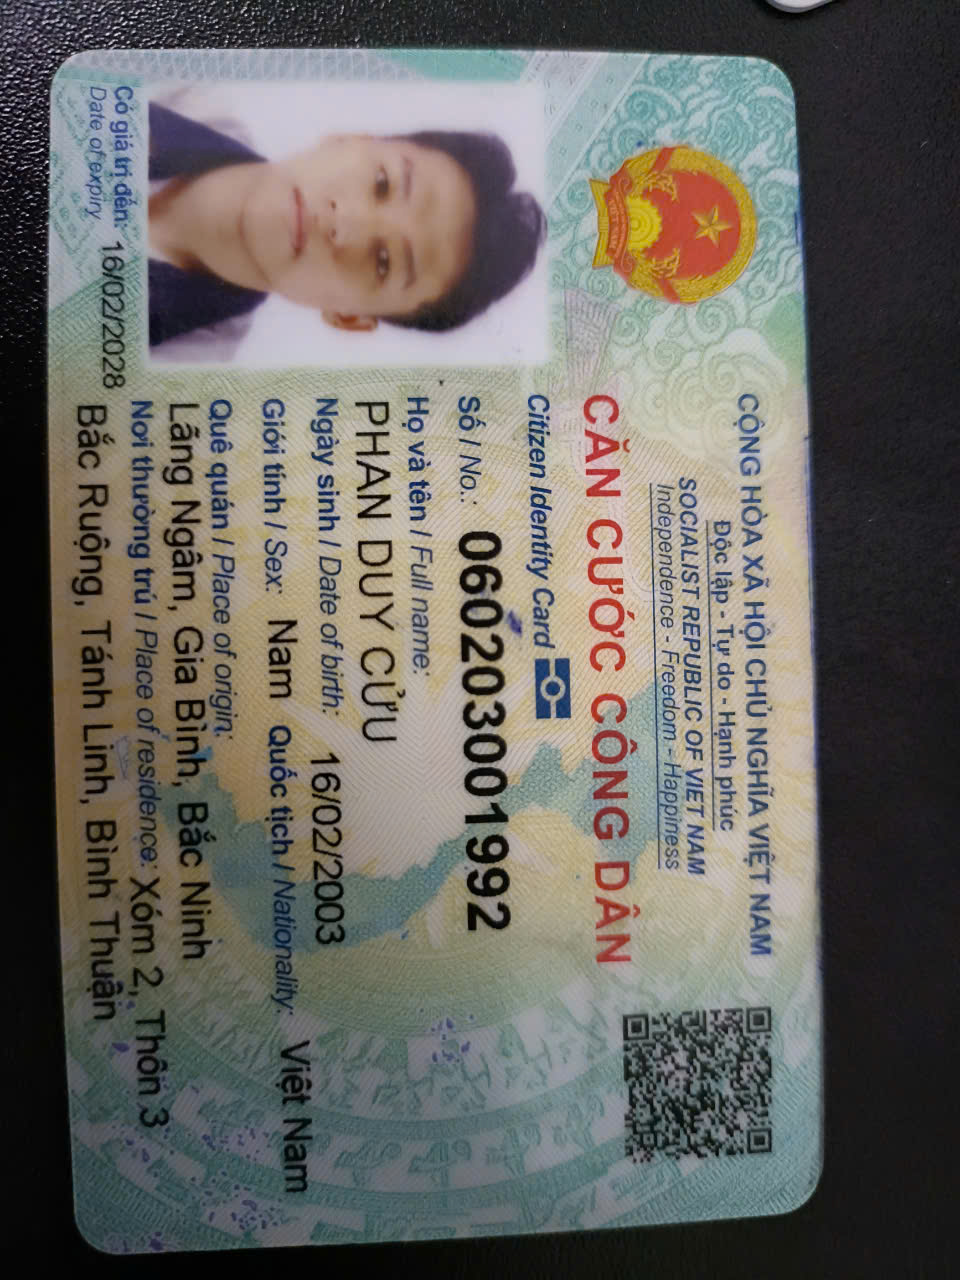 CỘNG HÒA XÃ HỘI CHỦ NGHĨA VIỆT NAM
Độc lập - Tự do - Hạnh phúc
SOCIALIST REPUBLIC OF VIET NAM
Independence - Freedom - Happiness
CĂN CƯỚC CÔNG DÂN
Citizen Identity Card
Số / No.: 060203001992
Họ và tên / Full name:
PHAN DUY CỬU
Ngày sinh / Date of birth: 16/02/2003
Giới tính / Sex: Nam Quốc tịch / Nationality: Việt Nam
Quê quán / Place of origin:
Lãng Ngâm, Gia Bình, Bắc Ninh
Nơi thường trú / Place of residence: Xóm 2, Thôn 3
Bắc Ruộng, Tánh Linh, Bình Thuận
Có giá trị đến: 16/02/2028
Date of expiry
VIỆT NAM